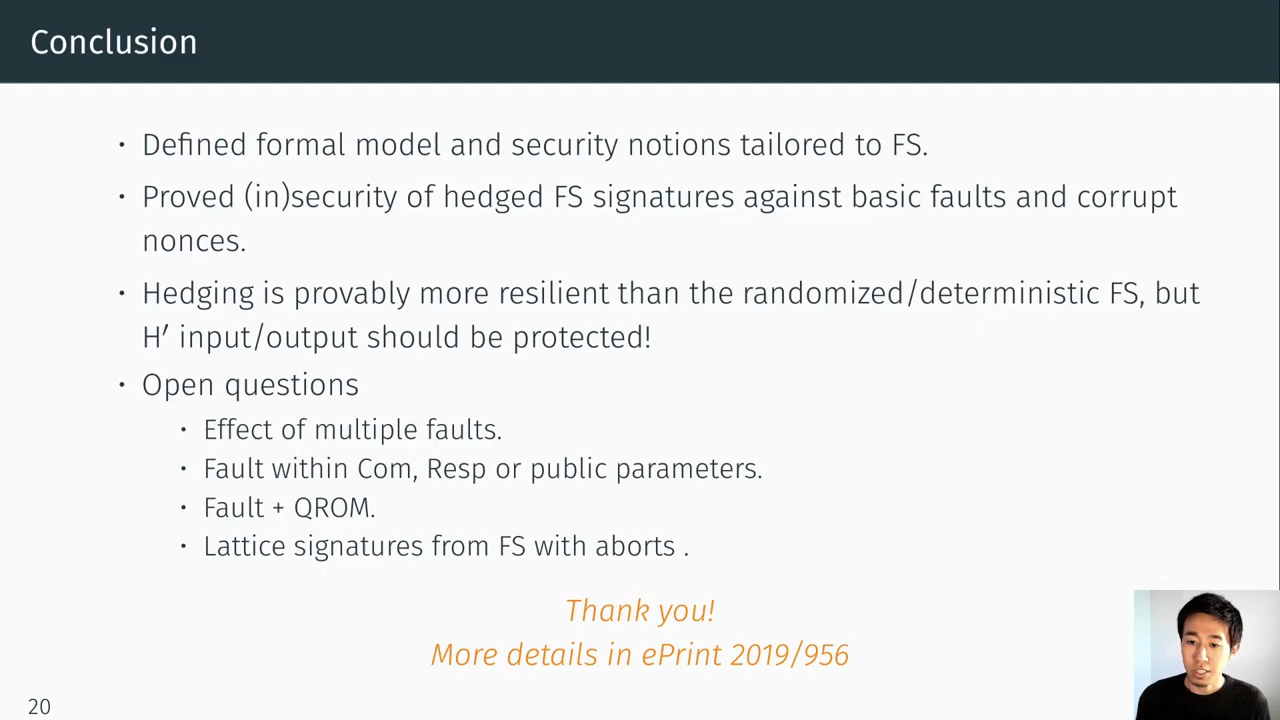 Conclusion
• Defined formal model and security notions tailored to FS.
• Proved (in)security of hedged FS signatures against basic faults and corrupt
nonces.
• Hedging is provably more resilient than the randomized/deterministic FS, but
H′ input/output should be protected!
• Open questions
• Effect of multiple faults.
• Fault within Com, Resp or public parameters.
• Fault + QROM.
• Lattice signatures from FS with aborts .
Thank you!
More details in ePrint 2019/956
20